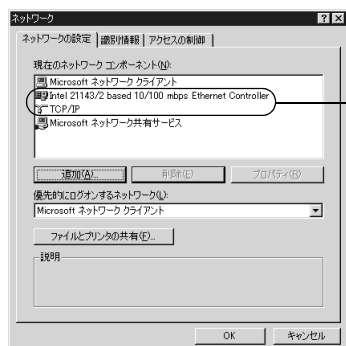 ネットワーク
ネットワークの設定 識別情報 アクセスの制御
現在のネットワーク コンポーネント(N):
Microsoft ネットワーク クライアント
Intel 21143/2 based 10/100 mbps Ethernet Controller
TCP/IP
Microsoft ネットワーク共有サービス
追加(A)... 削除(E) プロパティ(R)
優先的にログオンするネットワーク(L):
Microsoft ネットワーク クライアント
ファイルとプリンタの共有(F)...
説明
OK キャンセル